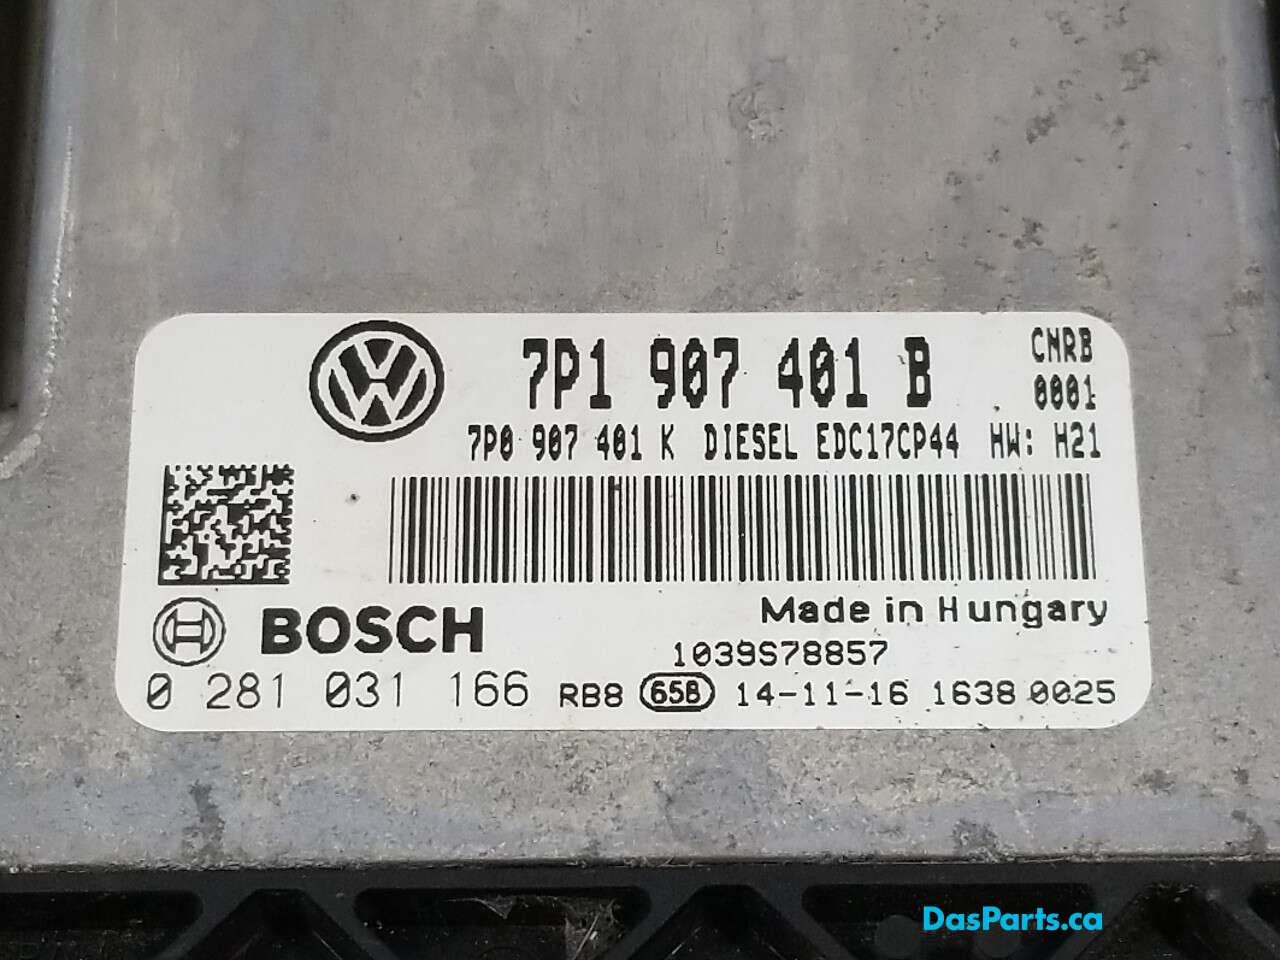 7P1 907 401 B
CNRB
0001
7P0 907 401 K DIESEL EDC17CP44 HW: H21
Made in Hungary
BOSCH
1039S78857
0 281 031 166 RB8 65B 14-11-16 1638 0025
DasParts.ca